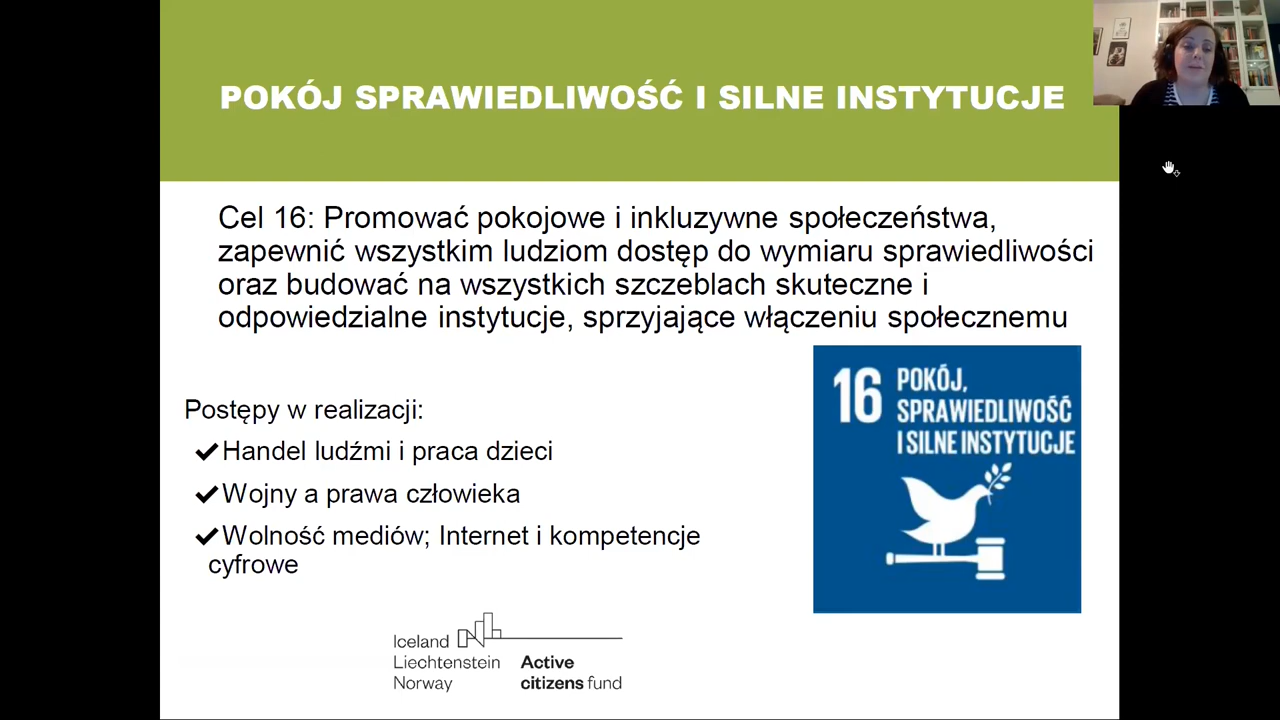 POKÓJ SPRAWIEDLIWOŚĆ I SILNE INSTYTUCJE
Cel 16: Promować pokojowe i inkluzywne społeczeństwa,
zapewnić wszystkim ludziom dostęp do wymiaru sprawiedliwości
oraz budować na wszystkich szczeblach skuteczne i
odpowiedzialne instytucje, sprzyjające włączeniu społecznemu
Postępy w realizacji:
Handel ludźmi i praca dzieci
Wojny a prawa człowieka
Wolność mediów; Internet i kompetencje
cyfrowe
16 POKÓJ,
SPRAWIEDLIWOŚĆ
I SILNE INSTYTUCJE
Iceland
Liechtenstein Active
Norway citizens fund